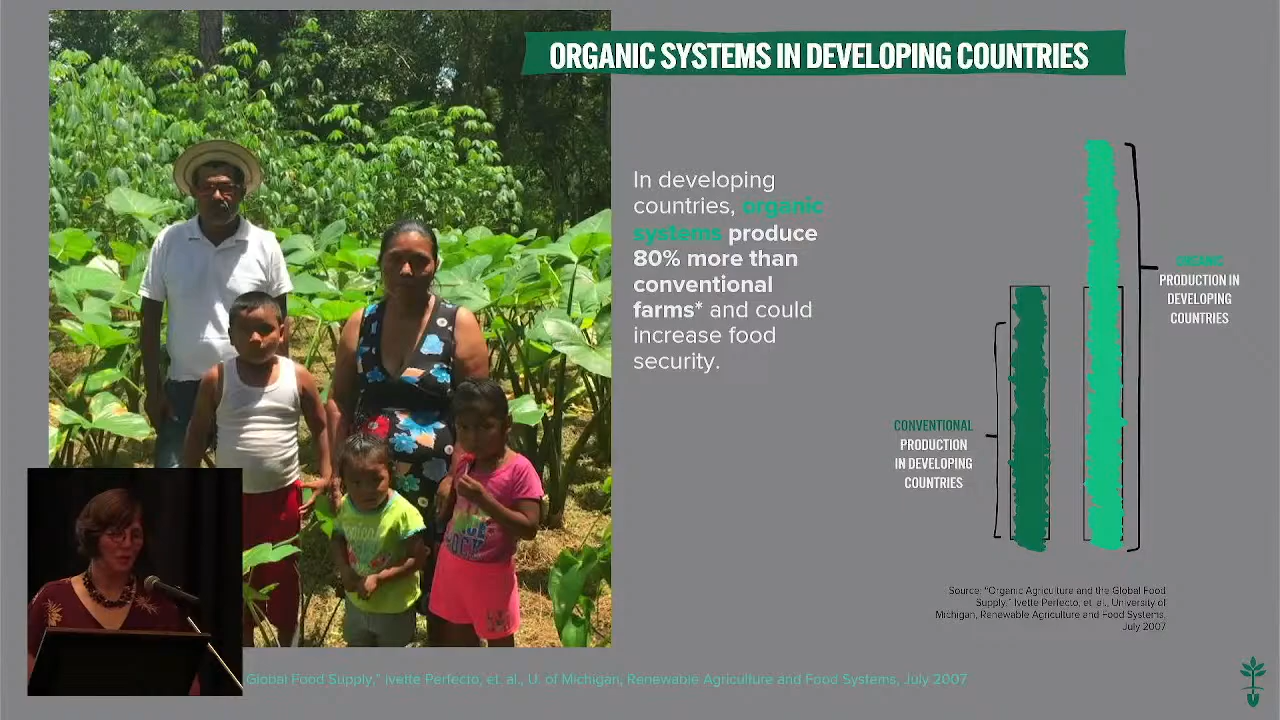 ORGANIC SYSTEMS IN DEVELOPING COUNTRIES
In developing
countries, organic
systems produce
80% more than
conventional
farms* and could
increase food
security.
ORGANIC
PRODUCTION IN
DEVELOPING
COUNTRIES
CONVENTIONAL
PRODUCTION
IN DEVELOPING
COUNTRIES
Source: "Organic Agriculture and the Global Food
Supply," Ivette Perfecto, et. al., University of
Michigan, Renewable Agriculture and Food Systems,
July 2007
Global Food Supply," Ivette Perfecto, et. al., U. of Michigan, Renewable Agriculture and Food Systems, July 2007